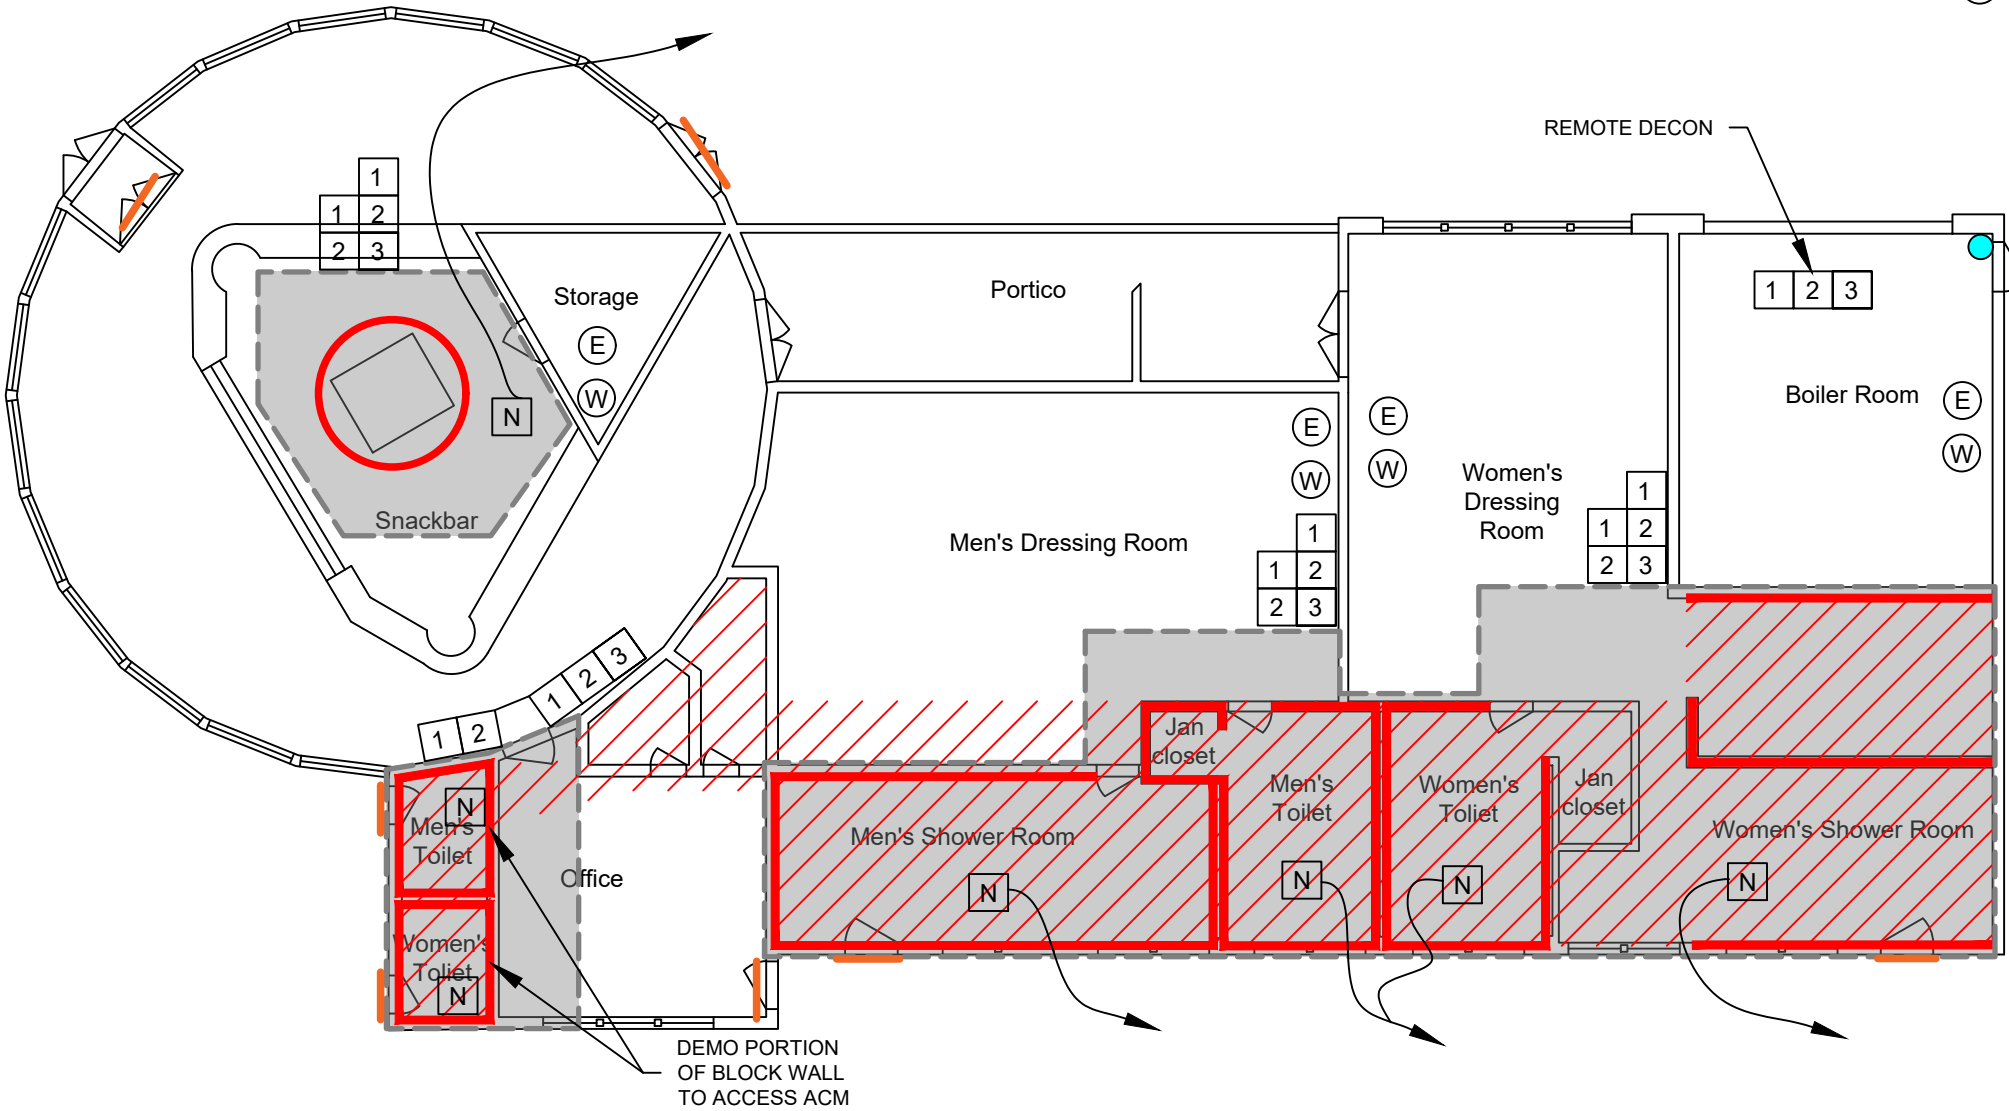 REMOTE DECON
1
1 2
2 3
Storage
E
W
N
Snackbar
Portico
1 2 3
Boiler Room
E
W
E
W
E
W
Women's
Dressing
Room
1
1 2
2 3
Men's Dressing Room
1
1 2
2 3
1 2 1 2 3
Jan
closet
Men's
Toilet
N
Women's
Toliet
N
Jan
closet
Women's Shower Room
N
Men's Shower Room
N
N
Men's
Toilet
Office
Women's
Toliet
N
DEMO PORTION
OF BLOCK WALL
TO ACCESS ACM